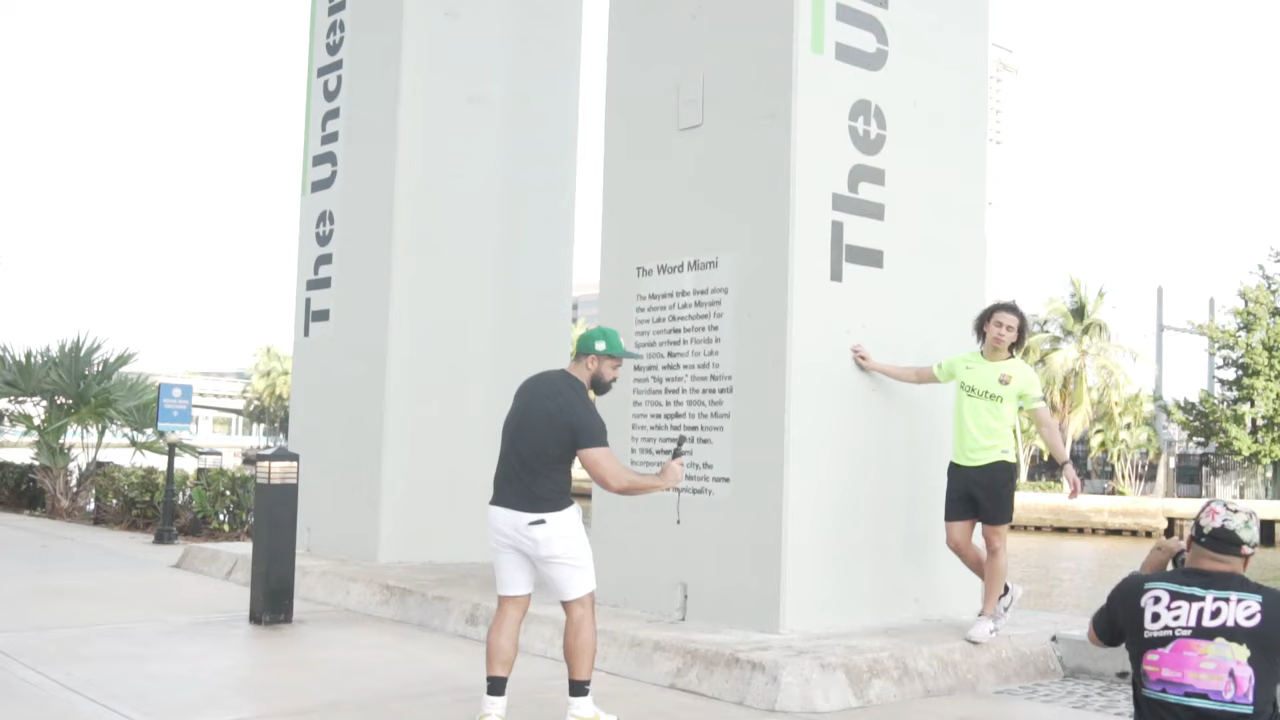 The Under
The U
The Word Miami
The Mayaimi tribe lived along
the shores of Lake Mayaimi
(now Lake Okeechobee) for
many centuries before the
Spanish arrived in Florida in
1500s. Named for Lake
Mayaimi, which was said to
mean "big water," these Native
Floridians lived in the area until
the 1700s. In the 1800s, their
name was applied to the Miami
River, which had been known
by many names until then.
In 1896, when
incorporated city, the
historic name
municipality.
Rakuten
Barbie
Dream Car